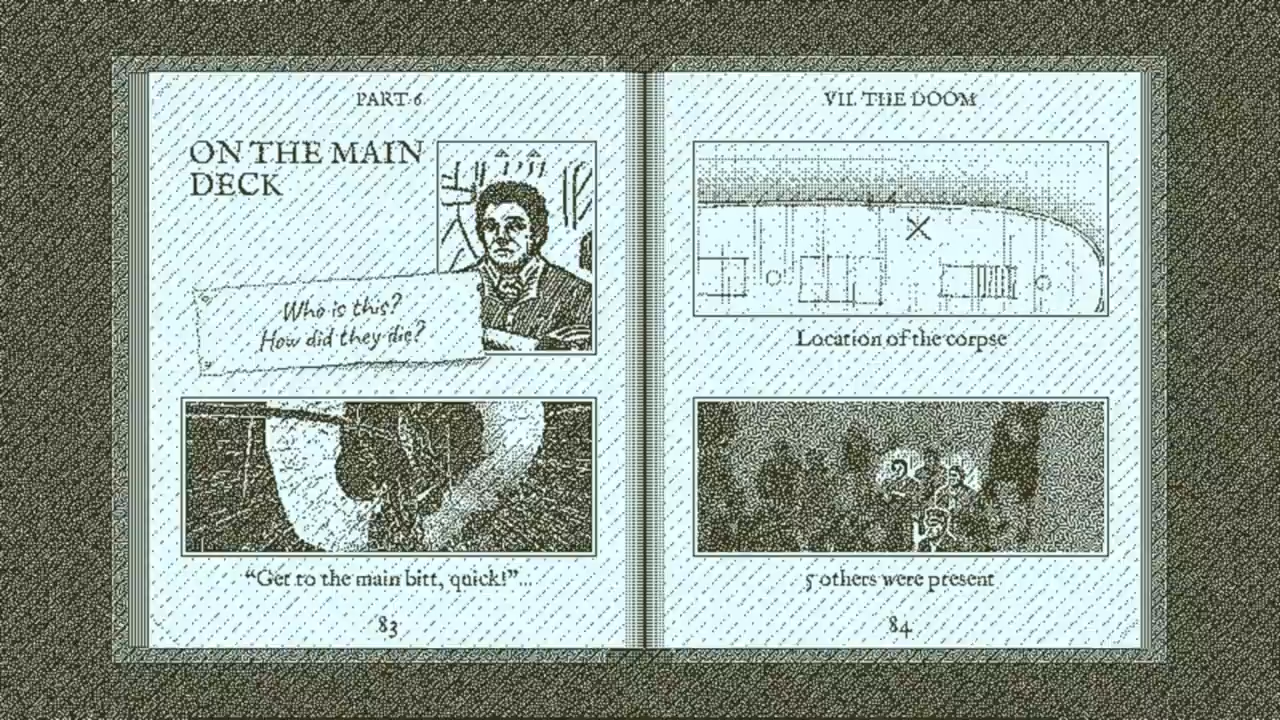 PART 6
ON THE MAIN
DECK
Who is this?
How did they die?
"Get to the main bitt, quick!"...
83
VII. THE DOOM
Location of the corpse
5 others were present
84